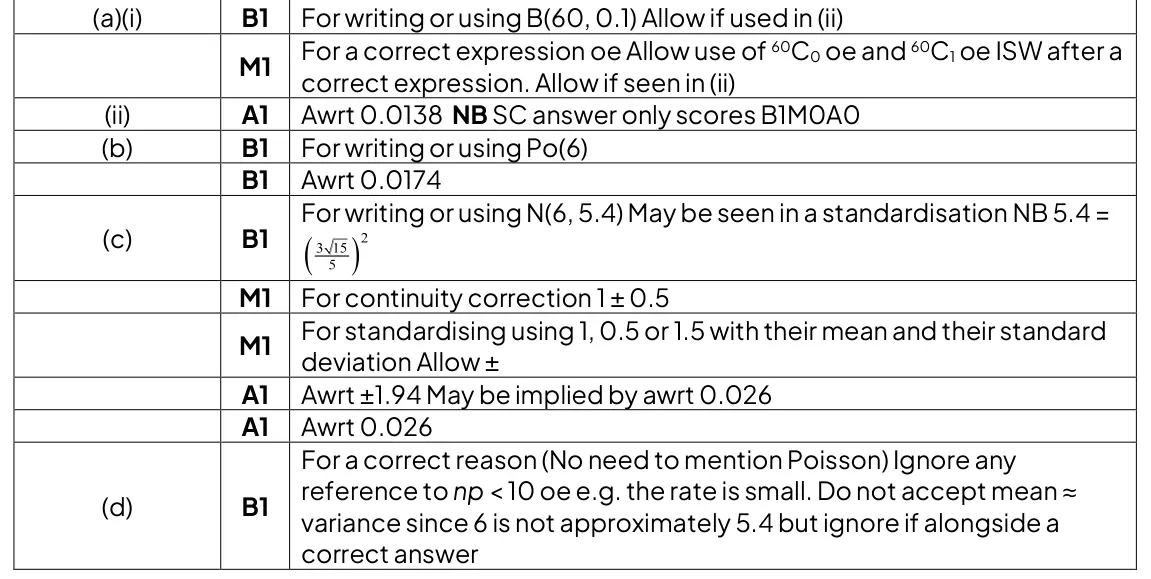 (a)(i) B1 For writing or using B(60, 0.1) Allow if used in (ii)
M1 For a correct expression oe Allow use of ⁶⁰C₀ oe and ⁶⁰C₁ oe ISW after a
correct expression. Allow if seen in (ii)
(ii) A1 Awrt 0.0138 NB SC answer only scores B1M0A0
(b) B1 For writing or using Po(6)
B1 Awrt 0.0174
(c) B1 For writing or using N(6, 5.4) May be seen in a standardisation NB 5.4 =
(3√15/5)²
M1 For continuity correction 1 ± 0.5
M1 For standardising using 1, 0.5 or 1.5 with their mean and their standard
deviation Allow ±
A1 Awrt ±1.94 May be implied by awrt 0.026
A1 Awrt 0.026
(d) B1 For a correct reason (No need to mention Poisson) Ignore any
reference to np < 10 oe e.g. the rate is small. Do not accept mean ≈
variance since 6 is not approximately 5.4 but ignore if alongside a
correct answer